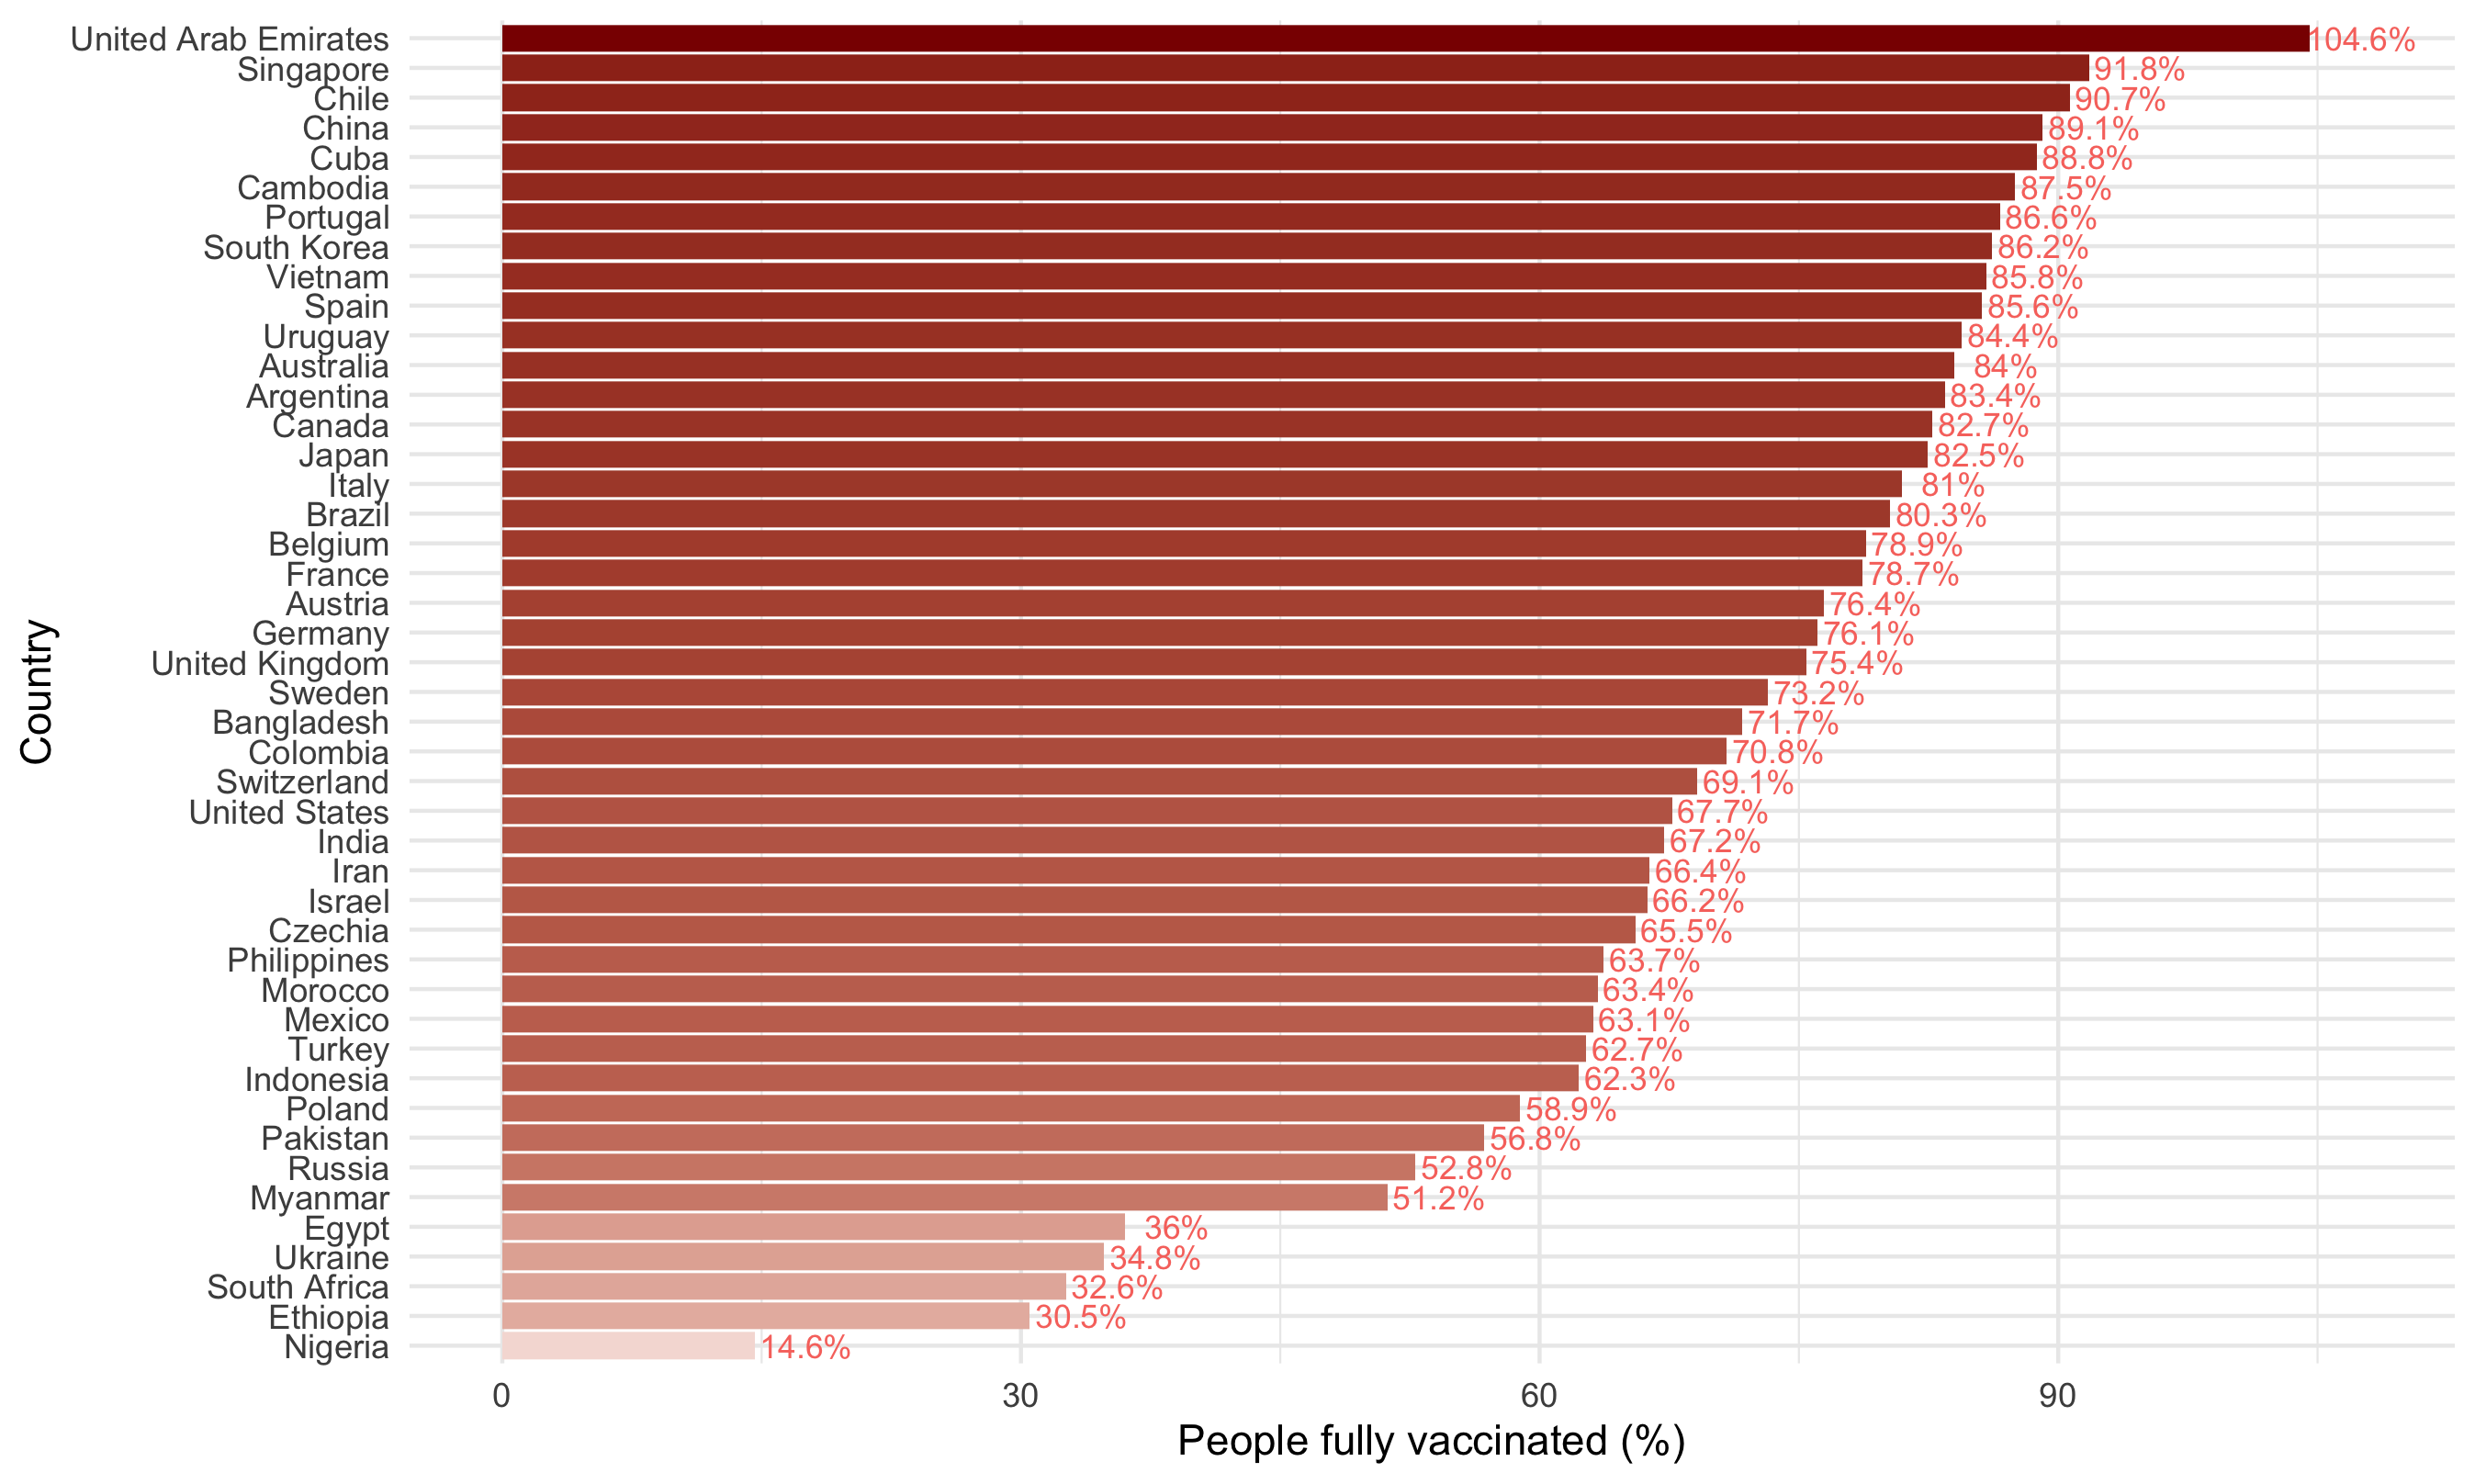 United Arab Emirates 104.6%
Singapore 91.8%
Chile 90.7%
China 89.1%
Cuba 88.8%
Cambodia 87.5%
Portugal 86.6%
South Korea 86.2%
Vietnam 85.8%
Spain 85.6%
Uruguay 84.4%
Australia 84%
Argentina 83.4%
Canada 82.7%
Japan 82.5%
Italy 81%
Brazil 80.3%
Belgium 78.9%
France 78.7%
Austria 76.4%
Germany 76.1%
United Kingdom 75.4%
Sweden 73.2%
Bangladesh 71.7%
Colombia 70.8%
Switzerland 69.1%
United States 67.7%
India 67.2%
Iran 66.4%
Israel 66.2%
Czechia 65.5%
Philippines 63.7%
Morocco 63.4%
Mexico 63.1%
Turkey 62.7%
Indonesia 62.3%
Poland 58.9%
Pakistan 56.8%
Russia 52.8%
Myanmar 51.2%
Egypt 36%
Ukraine 34.8%
South Africa 32.6%
Ethiopia 30.5%
Nigeria 14.6%
Country
0 30 60 90
People fully vaccinated (%)